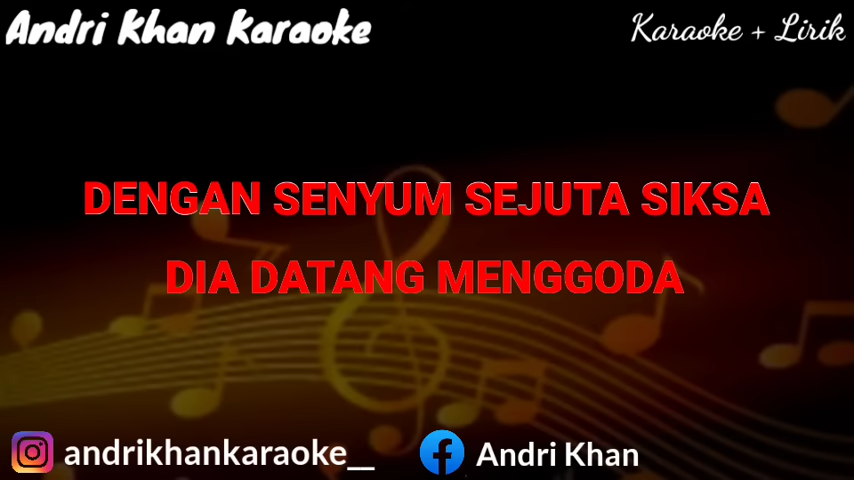 Andri Khan Karaoke
Karaoke + Lirik
DENGAN SENYUM SEJUTA SIKSA
DIA DATANG MENGGODA
andrikhankaraoke__
Andri Khan